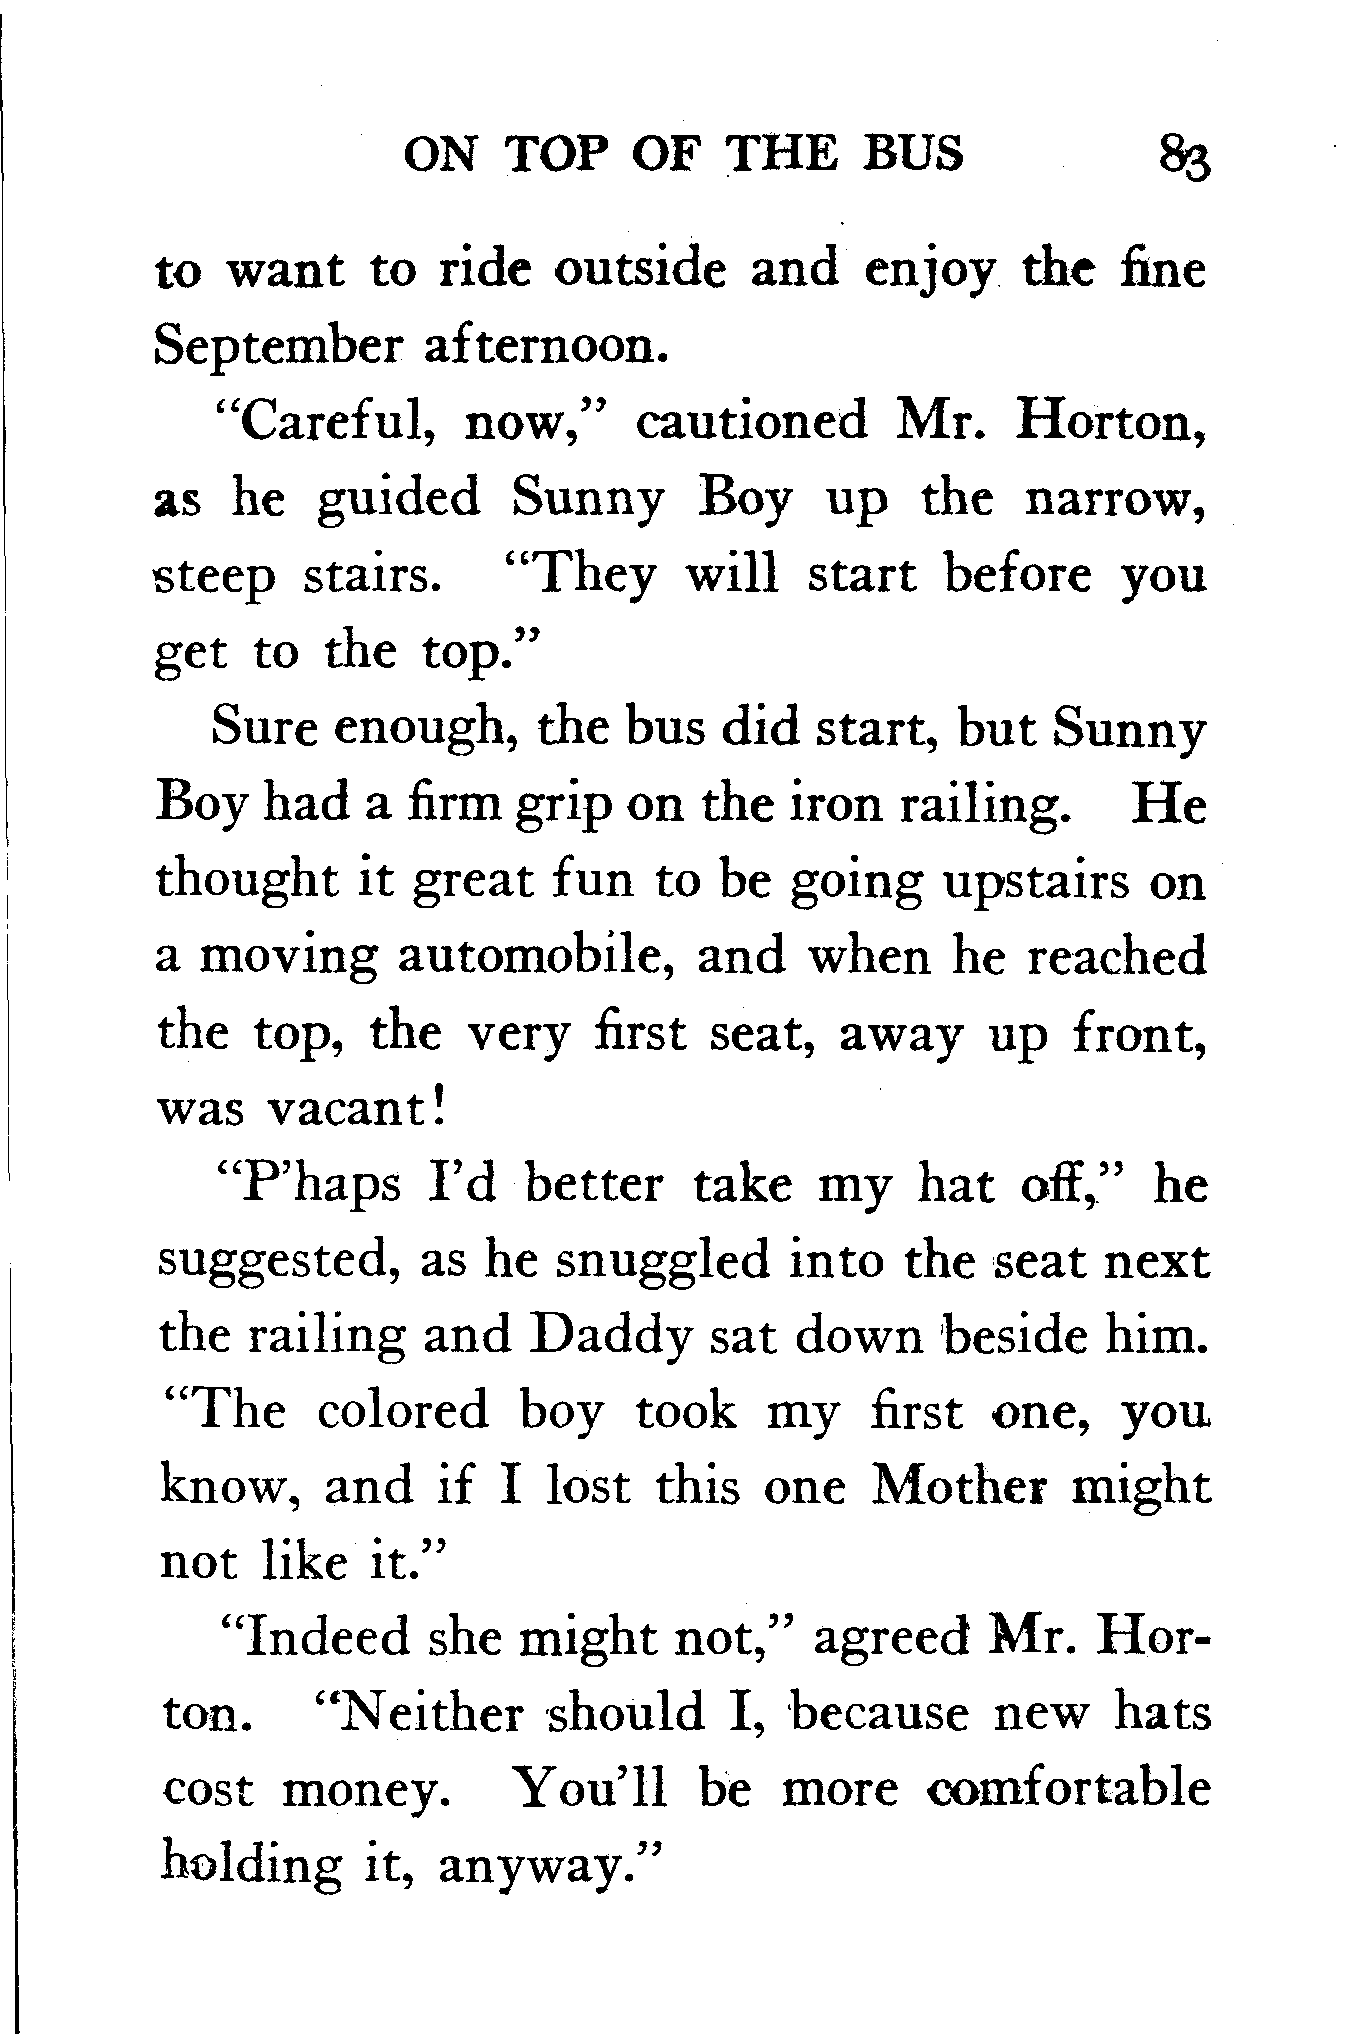 ON TOP OF THE BUS 83
to want to ride outside and enjoy the fine
September afternoon.
“Careful, now,” cautioned Mr. Horton,
as he guided Sunny Boy up the narrow,
steep stairs. “They will start before you
get to the top.”
Sure enough, the bus did start, but Sunny
Boy had a firm grip on the iron railing. He
thought it great fun to be going upstairs on
a moving automobile, and when he reached
the top, the very first seat, away up front,
was vacant!
“P’haps I’d better take my hat off,” he
suggested, as he snuggled into the seat next
the railing and Daddy sat down beside him.
“The colored boy took my first one, you
know, and if I lost this one Mother might
not like it.”
“Indeed she might not,” agreed Mr. Hor-
ton. “Neither should I, because new hats
cost money. You’ll be more comfortable
holding it, anyway.”